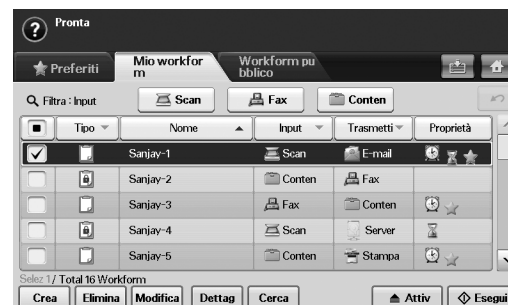 Pronta
Preferiti
Mio workfor
m
Workform pu
bblico
Filtra : Input
Scan
Fax
Conten
Tipo
Nome
Input
Trasmetti
Proprietà
Sanjay-1
Scan
E-mail
Sanjay-2
Conten
Fax
Sanjay-3
Fax
Conten
Sanjay-4
Scan
Server
Sanjay-5
Conten
Stampa
Selez 1/ Total 16 Workform
Crea
Elimina
Modifica
Dettag
Cerca
Attiv
Esegui